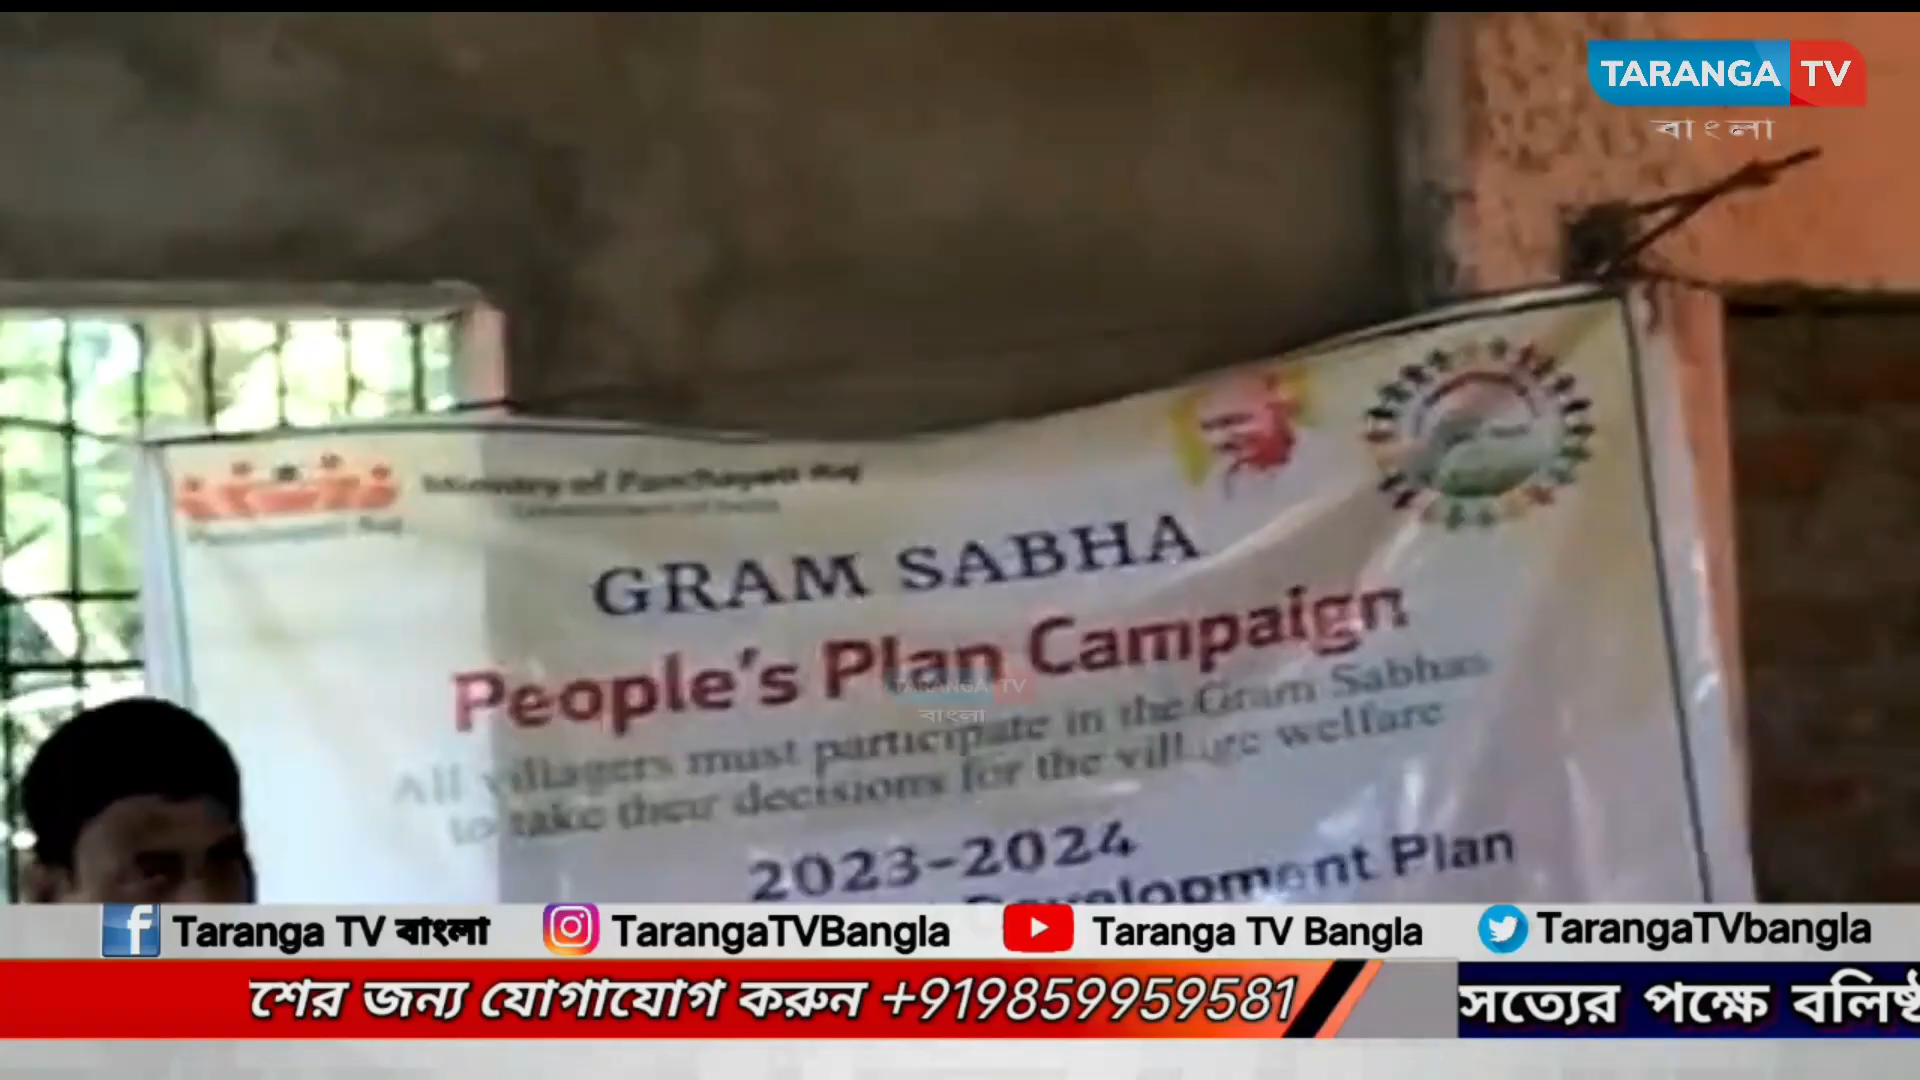 TARANGA TV
বাংলা
Ministry of Panchayati Raj
GRAM SABHA
People's Plan Campaign
TARANGA TV
বাংলা
All villagers must participate in the Gram Sabhas
to take their decisions for the village welfare
2023-2024
Development Plan
Taranga TV বাংলা TarangaTVBangla Taranga TV Bangla TarangaTVbangla
শের জন্য যোগাযোগ করুন +919859959581 সত্যের পক্ষে বলিষ্ঠ